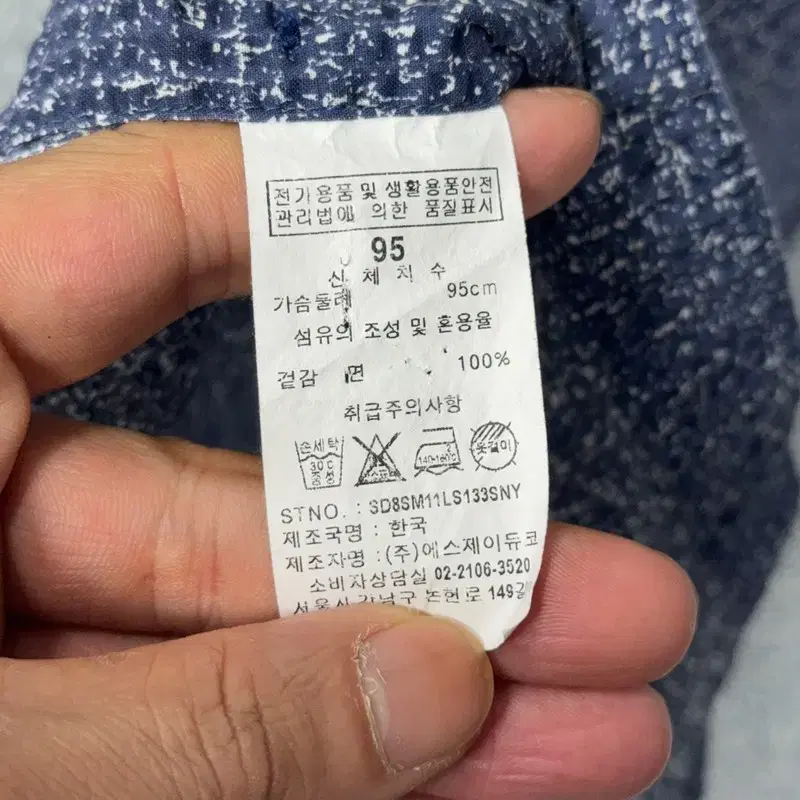 전기용품 및 생활용품안전
관리법에 의한 품질표시
95
신체치수
가슴둘레 95cm
섬유의 조성 및 혼용율
겉감 면 100%
취급주의사항
손세탁 30℃ 중성 140~160℃ 옷걸이
STNO. : SD8SM11LS133SNY
제조국명 : 한국
제조자명 : (주)에스제이듀코
소비자상담실 02-2106-3520
서울시 강남구 논현로 149길